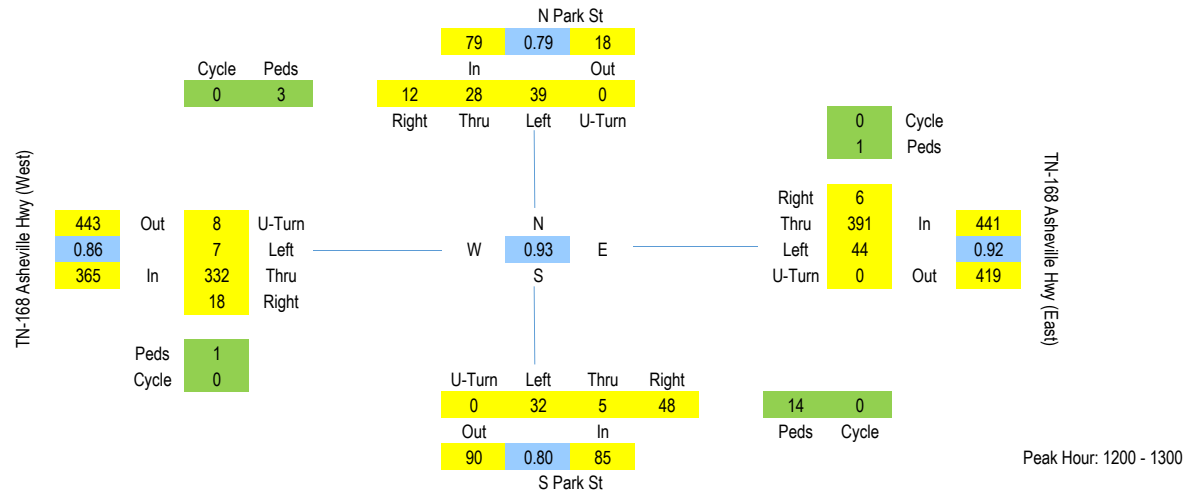 N Park St
79 0.79 18
In Out
Cycle Peds
0 3
12 28 39 0
Right Thru Left U-Turn
0 Cycle
1 Peds
TN-168 Asheville Hwy (West)
443 Out 8 U-Turn
0.86 7 Left
365 In 332 Thru
18 Right
N
W 0.93 E
S
Right 6
Thru 391 In 441
Left 44 0.92
U-Turn 0 Out 419
TN-168 Asheville Hwy (East)
Peds 1
Cycle 0
U-Turn Left Thru Right
0 32 5 48
Out In
90 0.80 85
S Park St
14 0
Peds Cycle
Peak Hour: 1200 - 1300